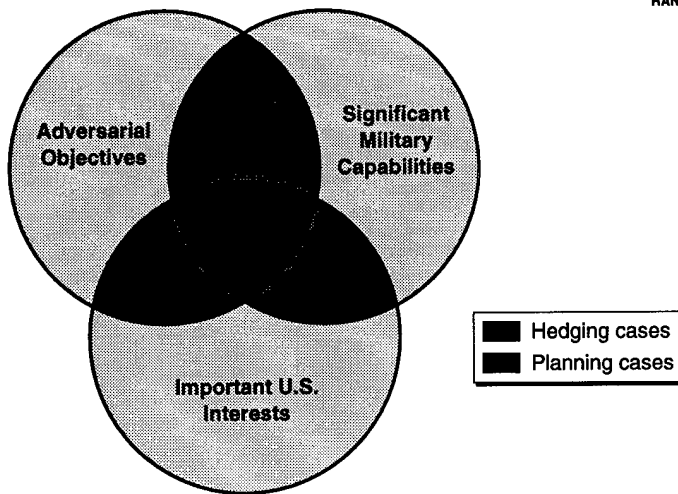 Adversarial
Objectives
Significant
Military
Capabilities
Important U.S.
Interests
Hedging cases
Planning cases